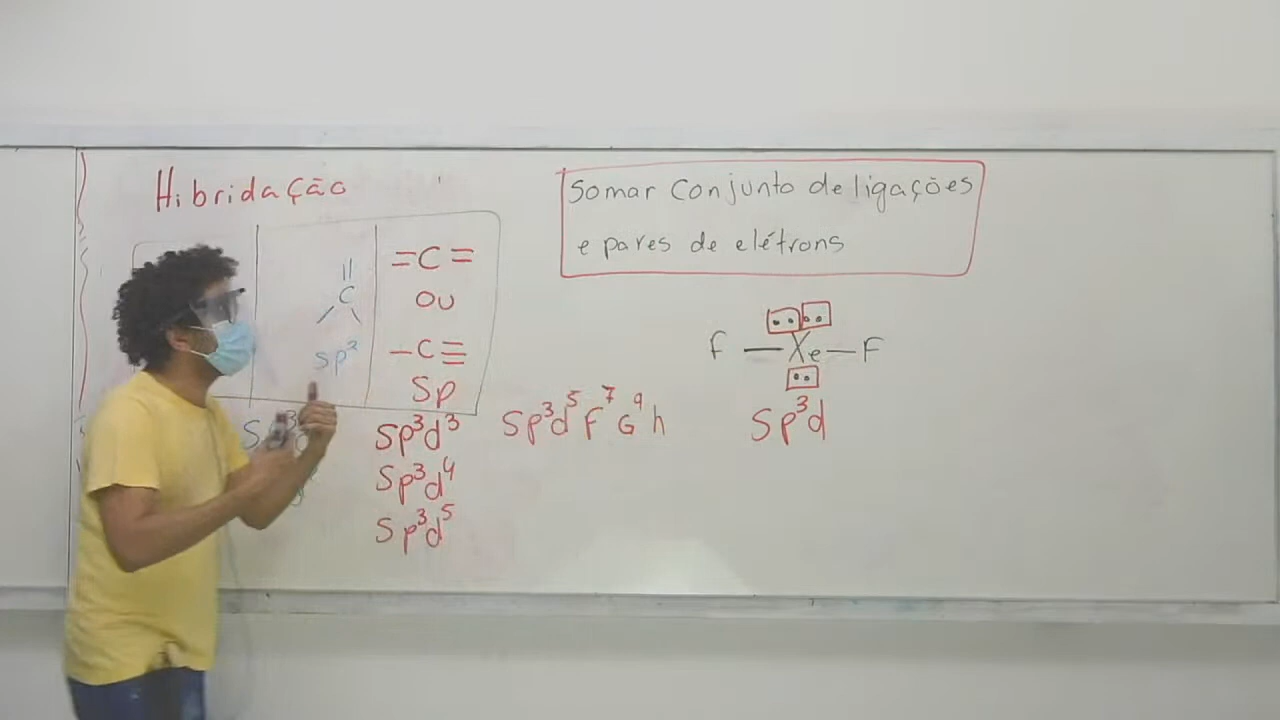 Hibridação
C
sp²
=C=
OU
–C≡
Sp
Sp³d³
Sp³d⁴
Sp³d⁵
Sp³d⁵F⁷G⁹h
Somar conjunto de ligações
e pares de elétrons
F — Xe — F
Sp³d